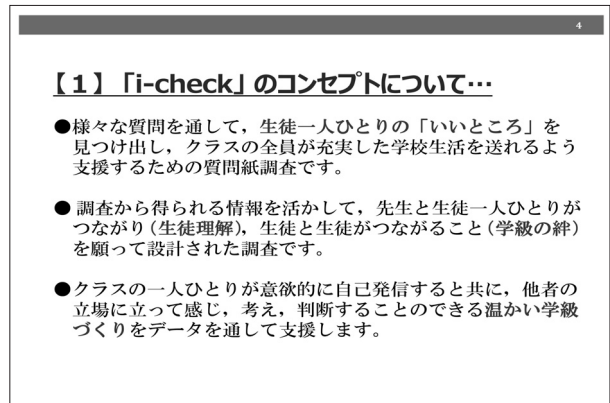 4
【１】「i-check」のコンセプトについて…
●様々な質問を通して，生徒一人ひとりの「いいところ」を
見つけ出し，クラスの全員が充実した学校生活を送れるよう
支援するための質問紙調査です。
● 調査から得られる情報を活かして，先生と生徒一人ひとりが
つながり（生徒理解），生徒と生徒がつながること（学級の絆）
を願って設計された調査です。
●クラスの一人ひとりが意欲的に自己発信すると共に，他者の
立場に立って感じ，考え，判断することのできる温かい学級
づくりをデータを通して支援します。